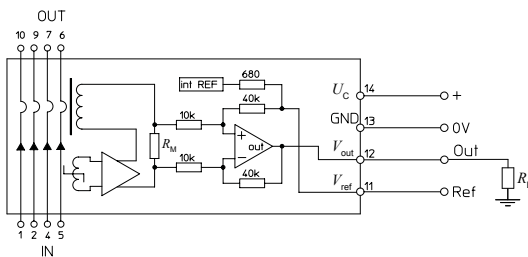 OUT
10 9 7 6
int REF
680
40k
10k
R_M
10k
+
−
out
40k
U_C 14
+
GND 13
0V
V_out 12
Out
V_ref 11
Ref
1 2 4 5
IN